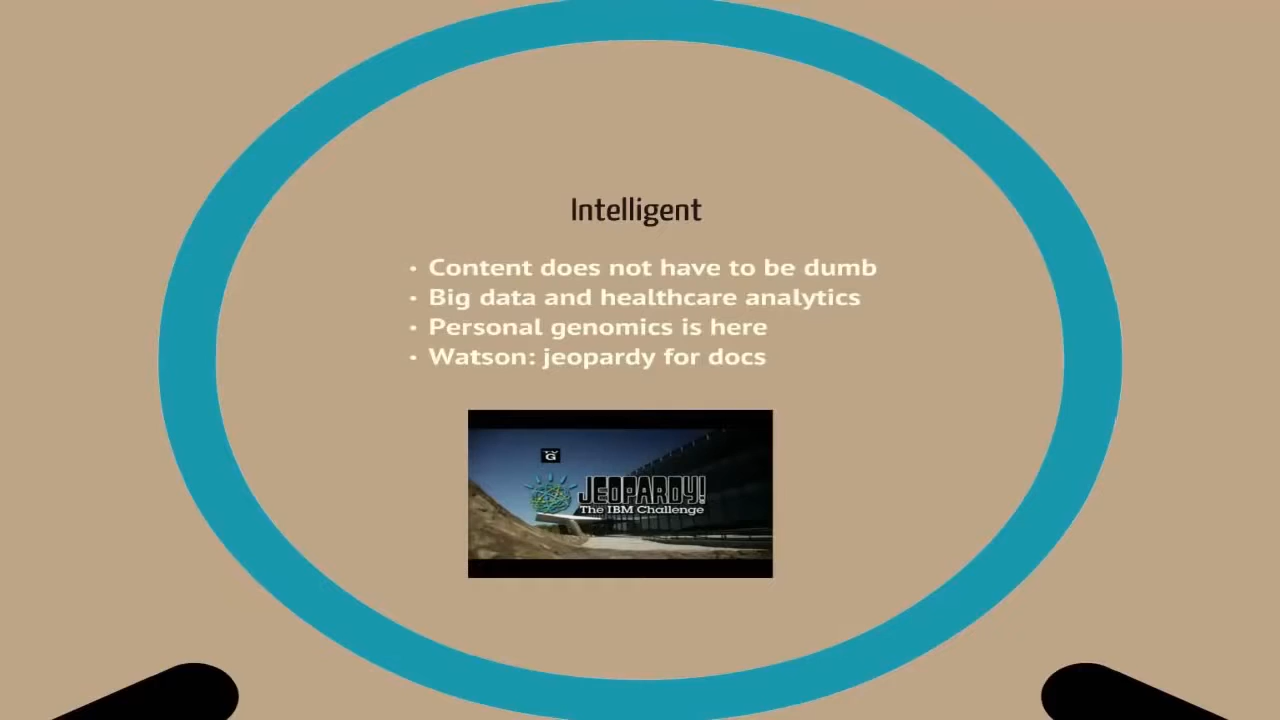 Intelligent
• Content does not have to be dumb
• Big data and healthcare analytics
• Personal genomics is here
• Watson: jeopardy for docs
TV
G
JEOPARDY!
The IBM Challenge